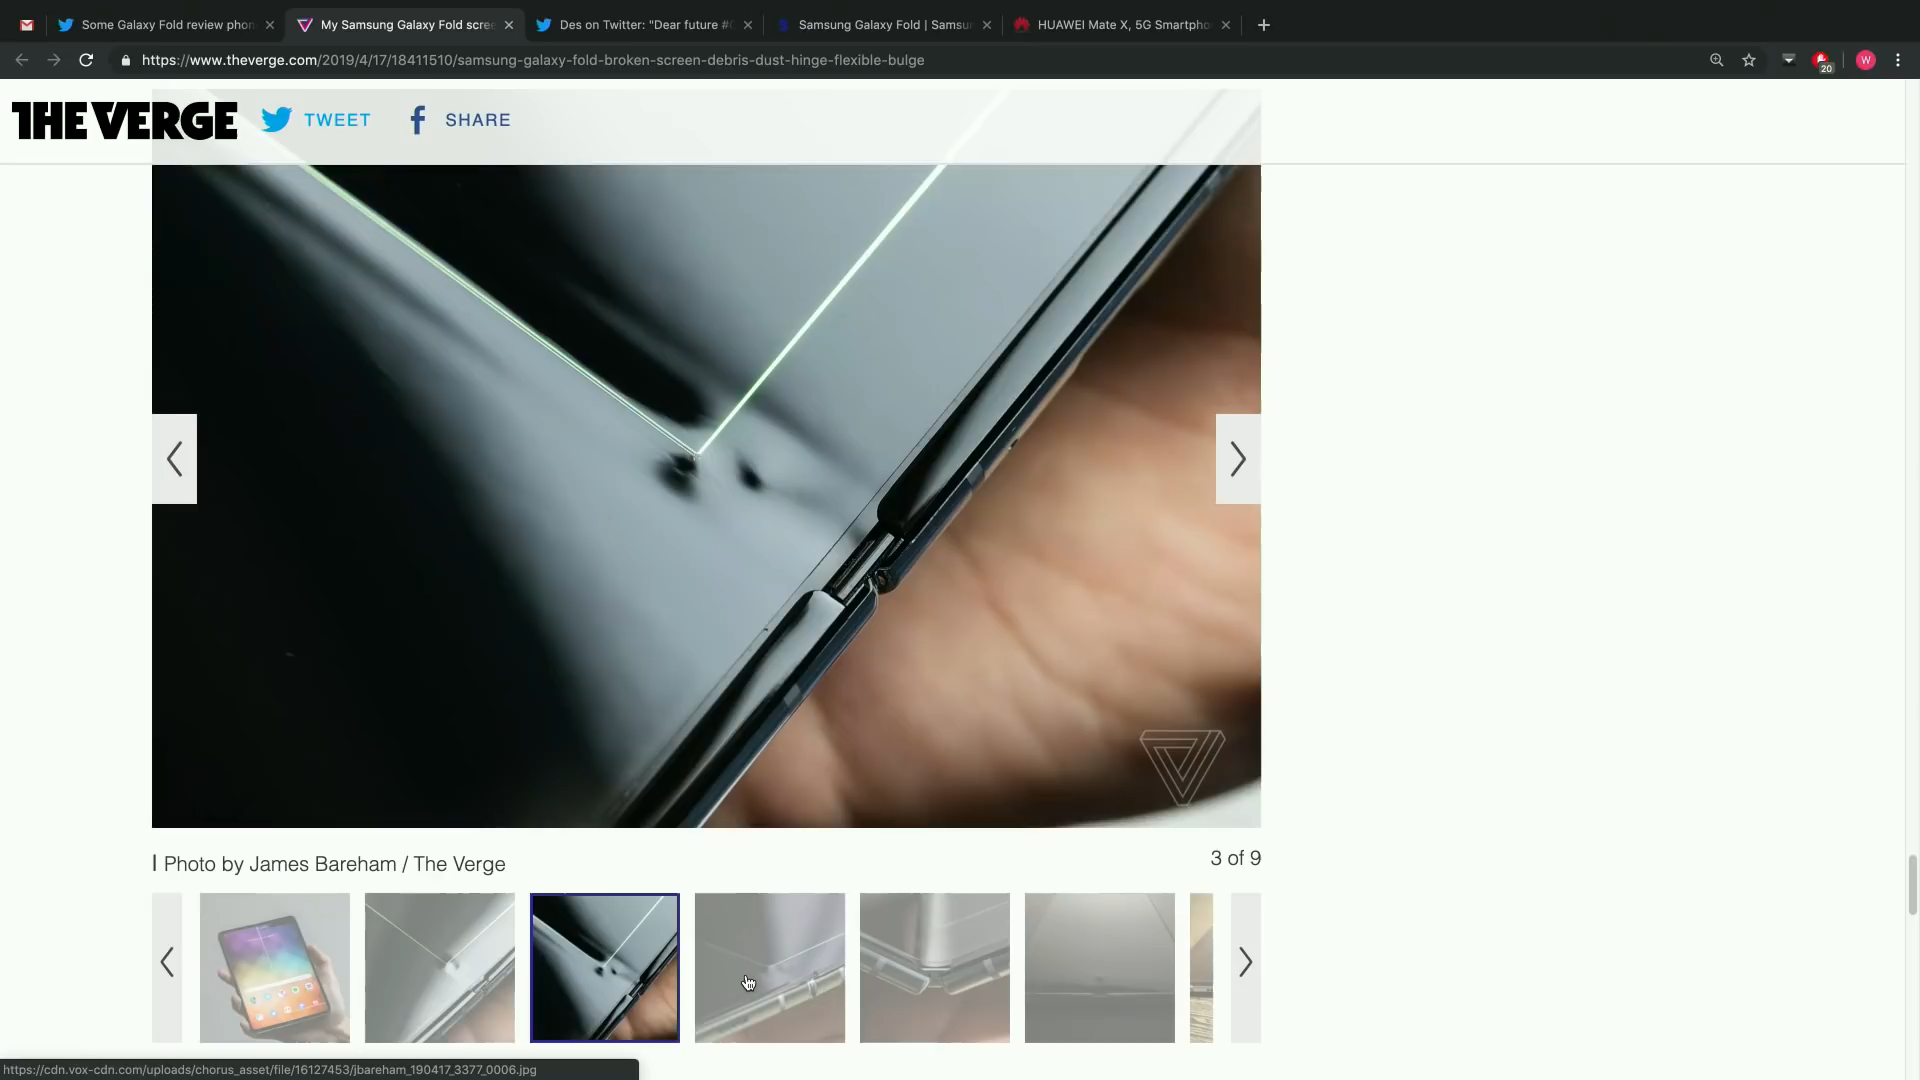 Some Galaxy Fold review phon
My Samsung Galaxy Fold scree
Des on Twitter: "Dear future #
Samsung Galaxy Fold | Samsu
HUAWEI Mate X, 5G Smartpho
https://www.theverge.com/2019/4/17/18411510/samsung-galaxy-fold-broken-screen-debris-dust-hinge-flexible-bulge
20
W
THE VERGE
TWEET
SHARE
Photo by James Bareham / The Verge
3 of 9
https://cdn.vox-cdn.com/uploads/chorus_asset/file/16127453/jbareham_190417_3377_0006.jpg